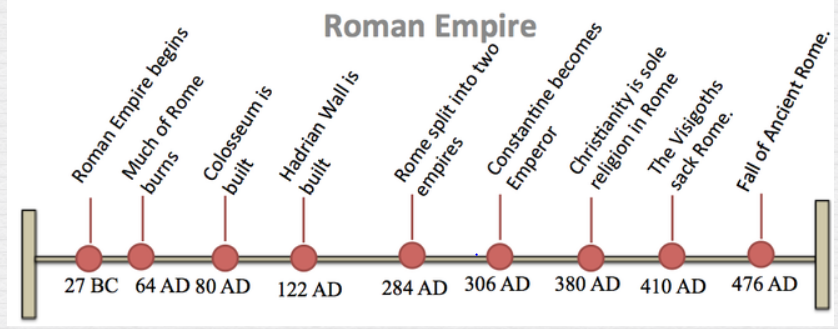 Roman Empire
Roman Empire begins
Much of Rome
burns
Colosseum is
built
Hadrian Wall is
built
Rome split into two
empires
Constantine becomes
Emperor
Christianity is sole
religion in Rome
The Visigoths
sack Rome.
Fall of Ancient Rome.
27 BC
64 AD
80 AD
122 AD
284 AD
306 AD
380 AD
410 AD
476 AD